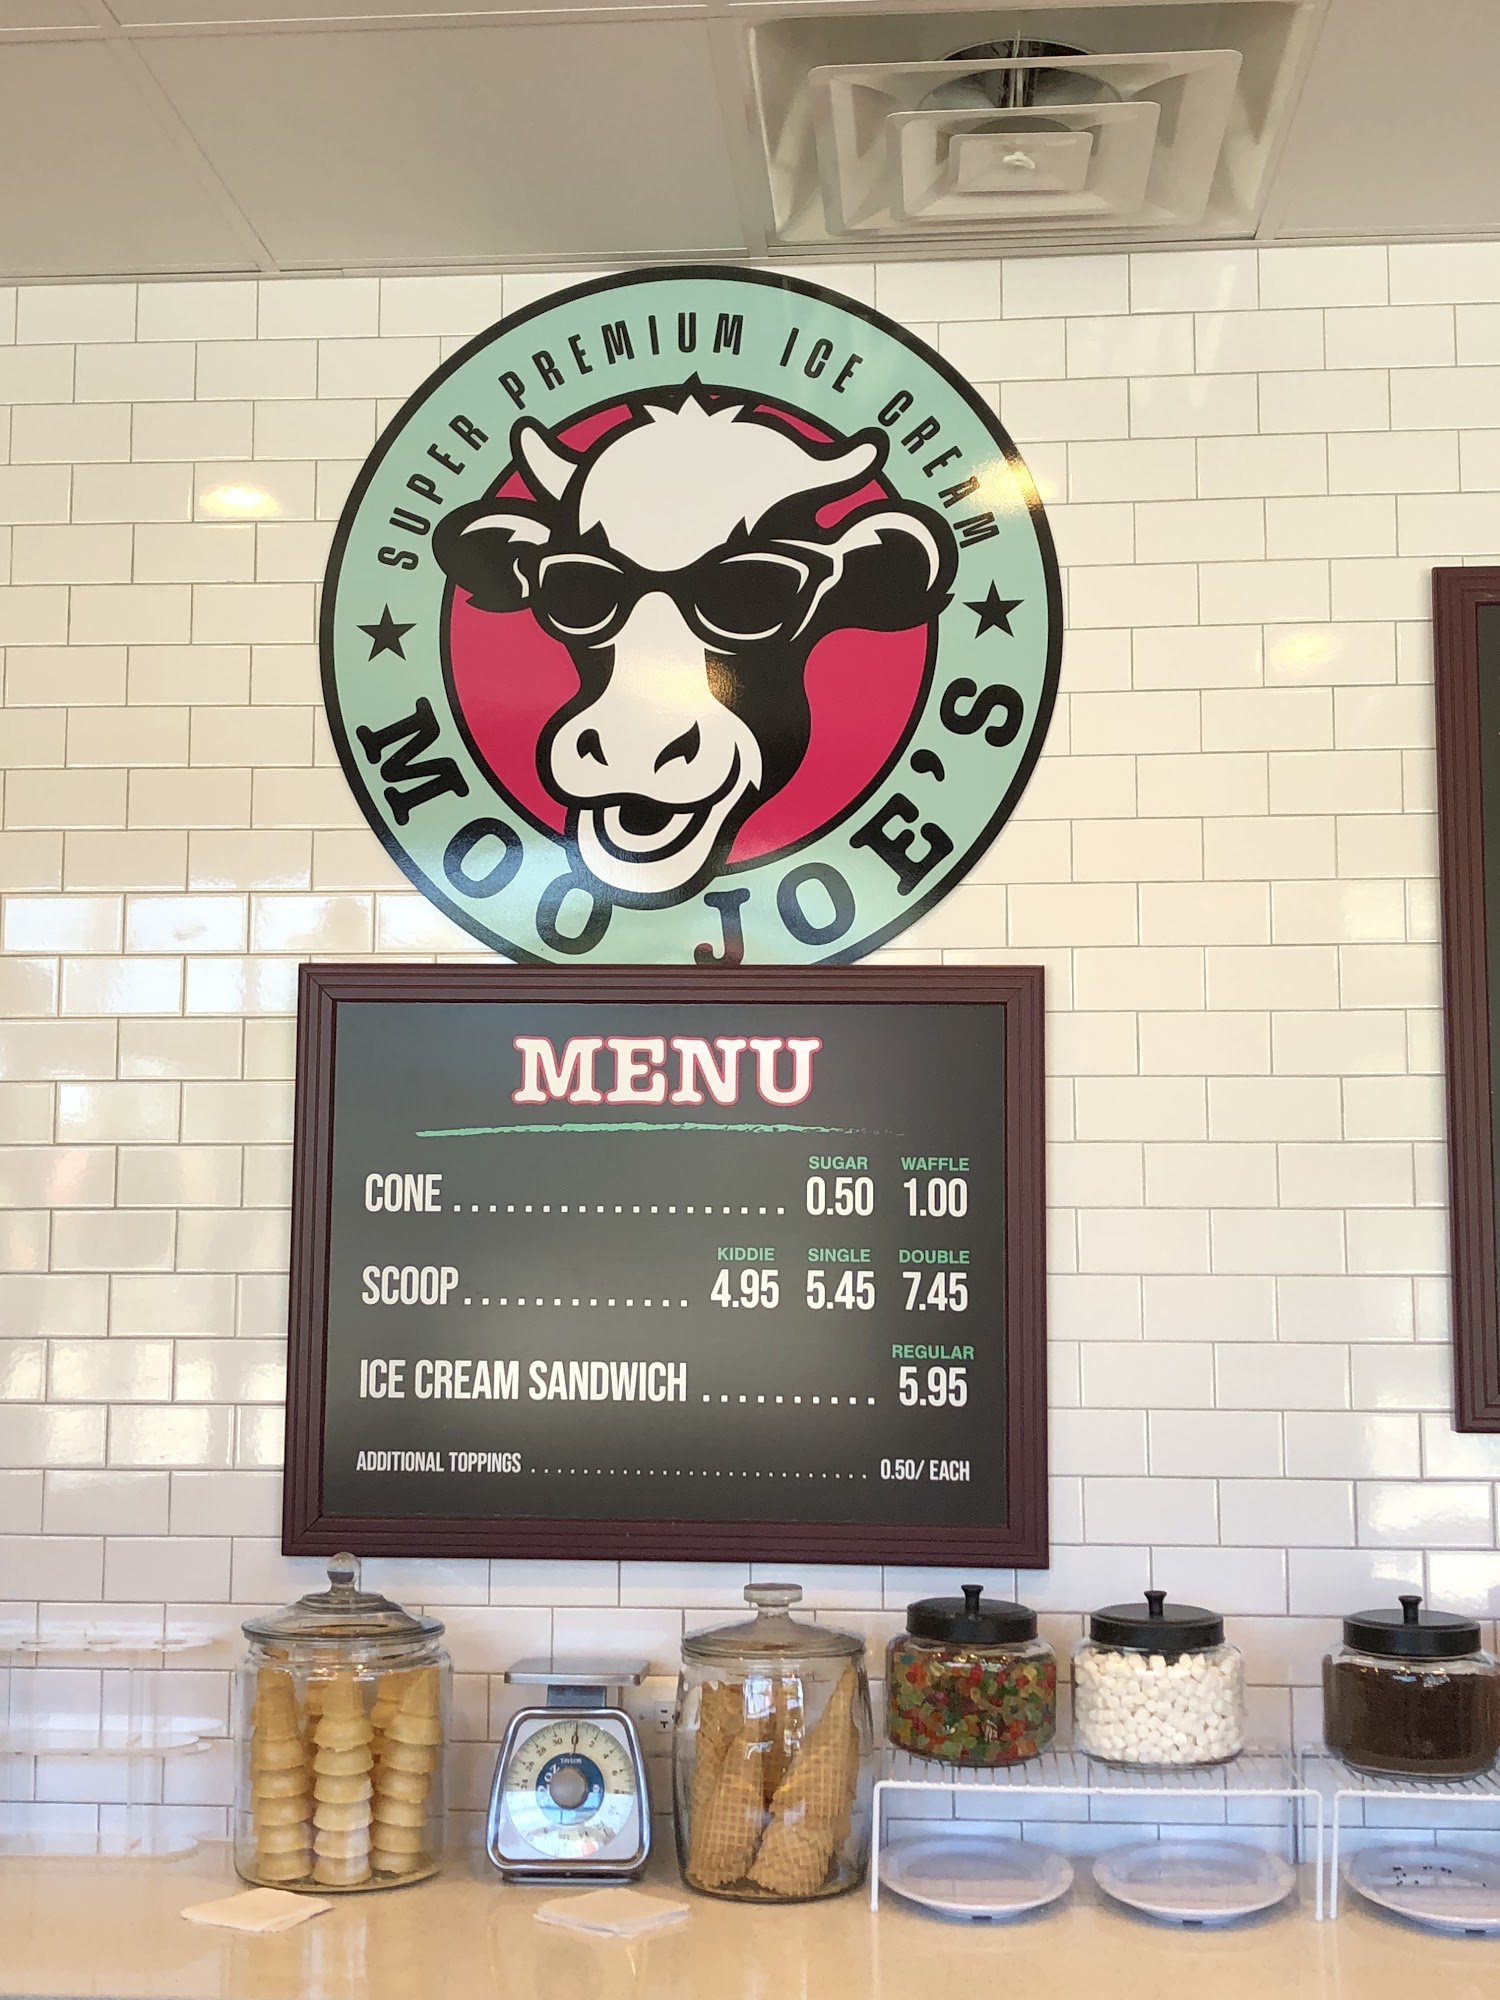 SUPER PREMIUM ICE CREAM
MOO JOE'S
MENU
SUGAR WAFFLE
CONE .................... 0.50 1.00
KIDDIE SINGLE DOUBLE
SCOOP ............. 4.95 5.45 7.45
REGULAR
ICE CREAM SANDWICH .......... 5.95
ADDITIONAL TOPPINGS ........................... 0.50/ EACH
TAYLOR